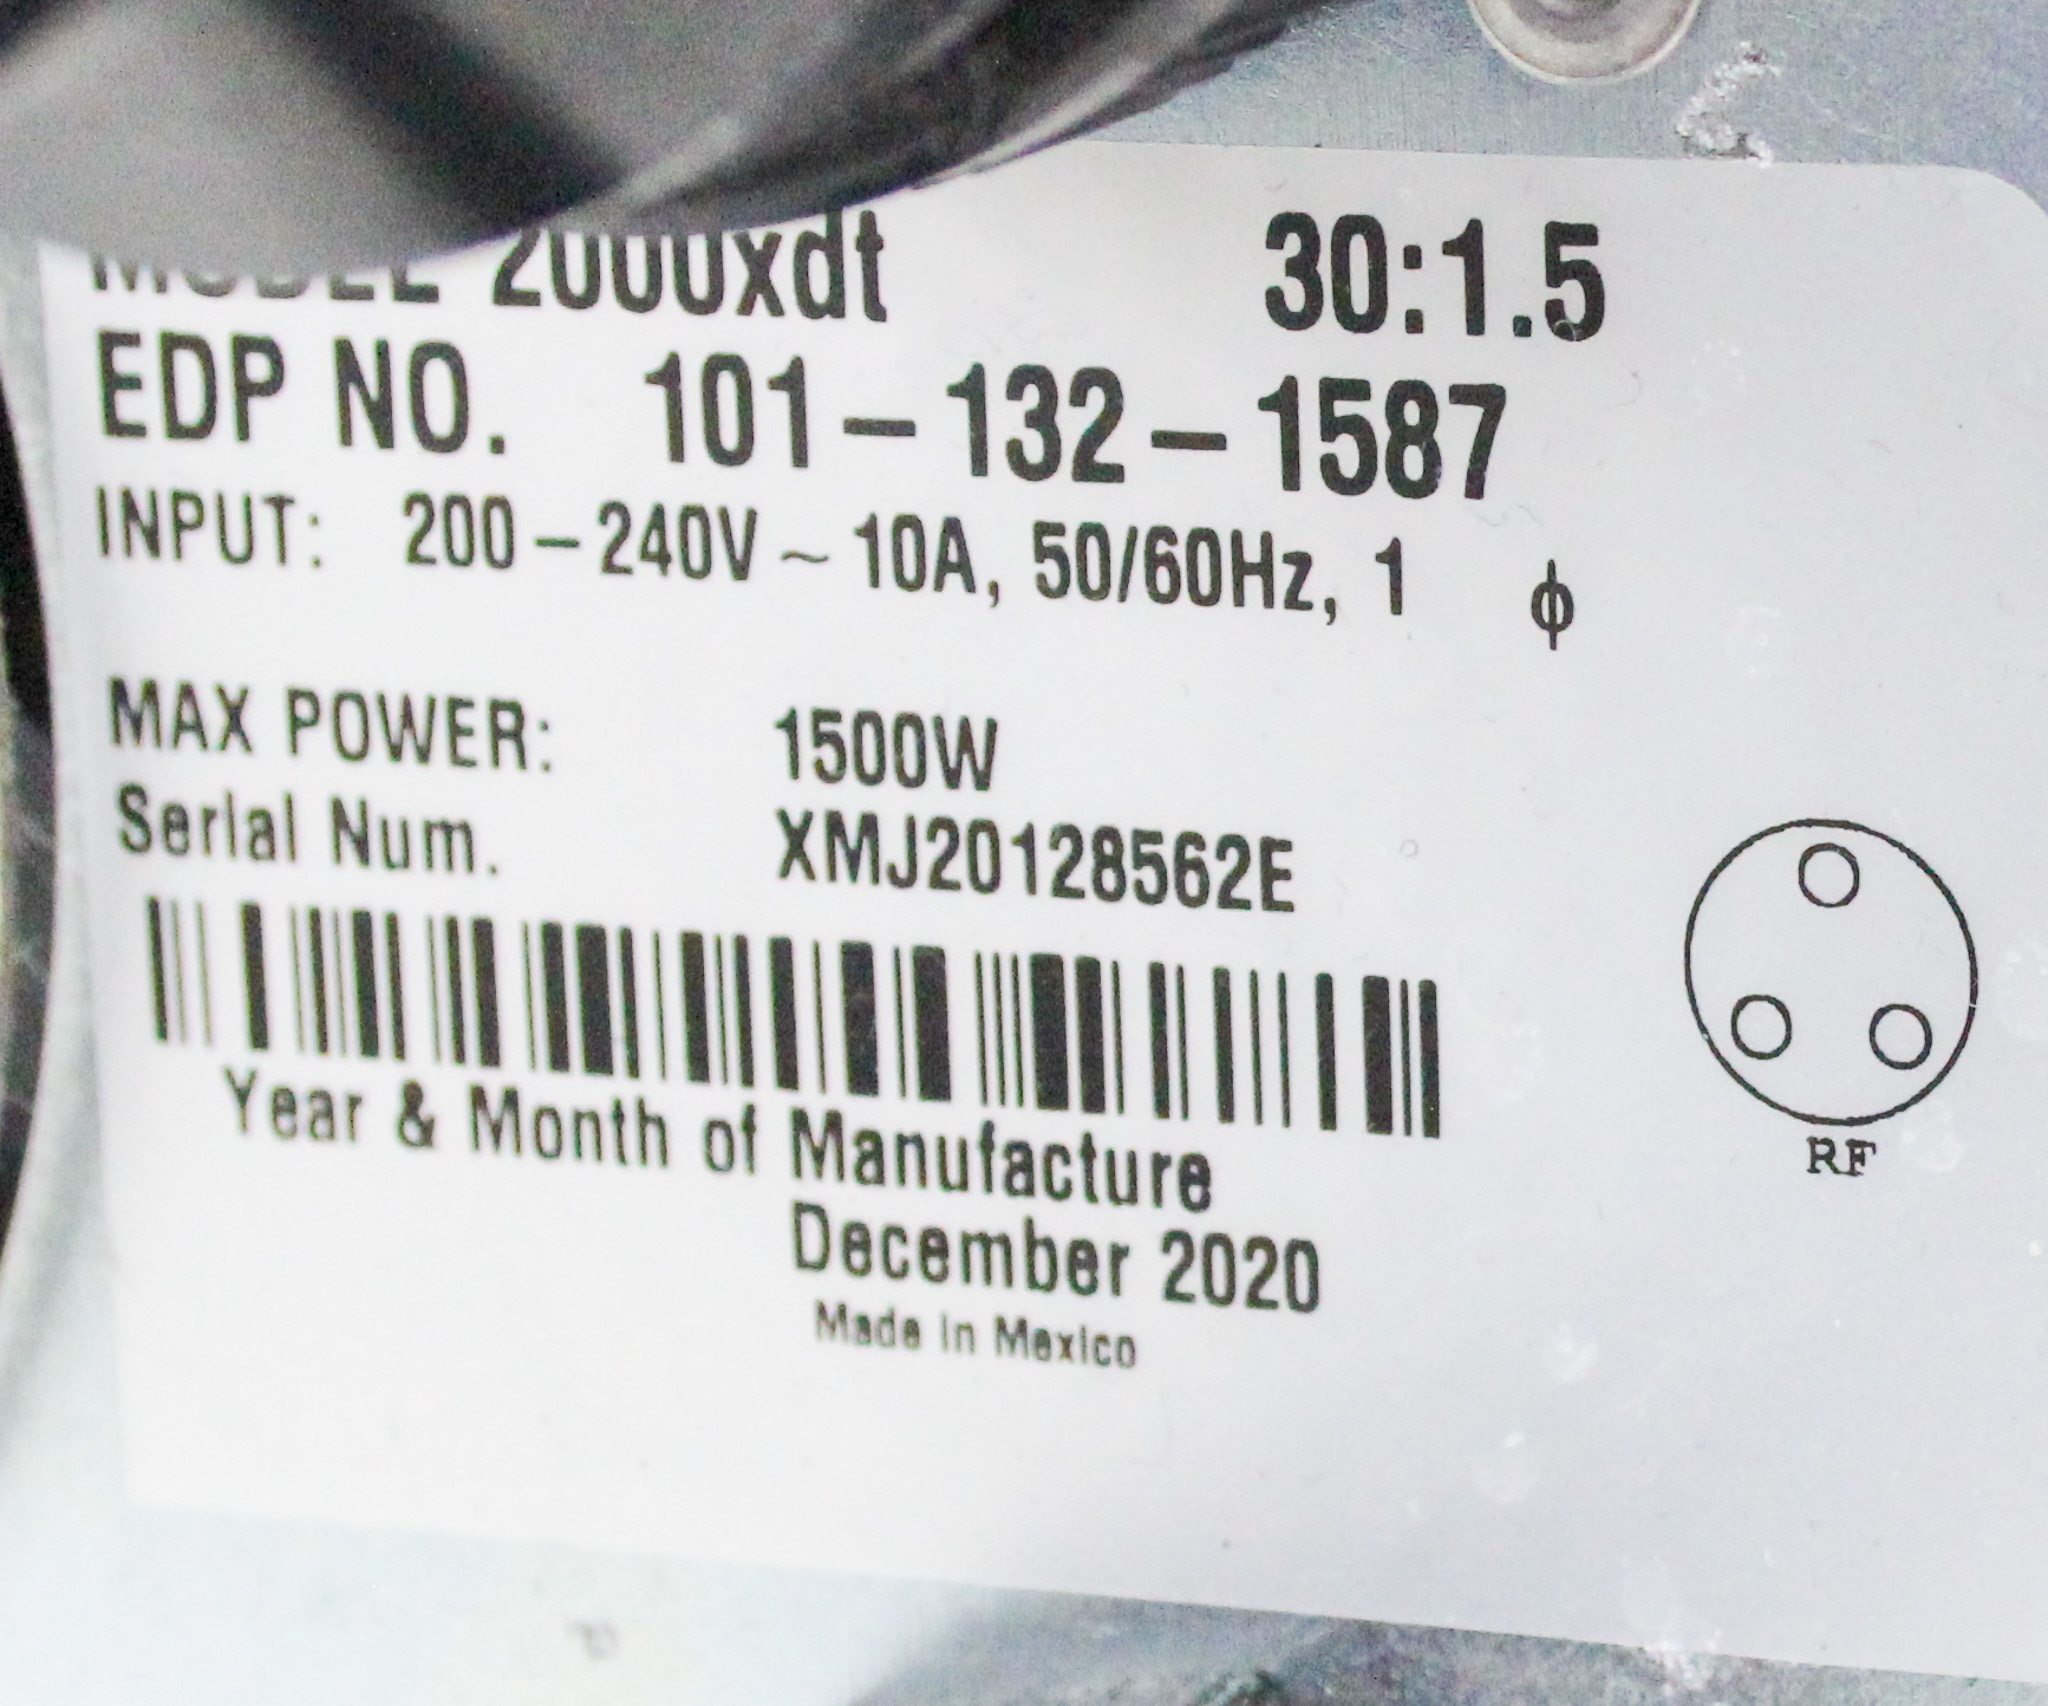 MODEL 2000xdt 30:1.5
EDP NO. 101-132-1587
INPUT: 200-240V ~ 10A, 50/60Hz, 1 ϕ
MAX POWER: 1500W
Serial Num. XMJ20128562E
Year & Month of Manufacture
December 2020
Made in Mexico
RF